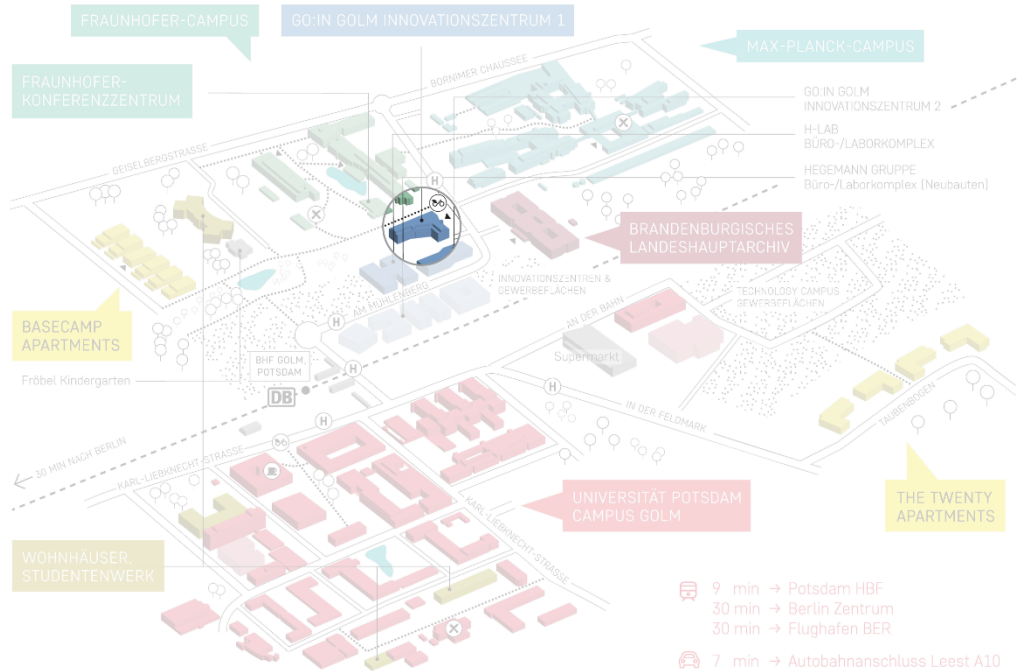 FRAUNHOFER-CAMPUS
GO:IN GOLM INNOVATIONSZENTRUM 1
MAX-PLANCK-CAMPUS
FRAUNHOFER-
KONFERENZZENTRUM
BORNIMER CHAUSSEE
GO:IN GOLM
INNOVATIONSZENTRUM 2
H-LAB
BÜRO-/LABORKOMPLEX
HEGEMANN GRUPPE
Büro-/Laborkomplex (Neubauten)
GEISELBERGSTRASSE
H
BRANDENBURGISCHES
LANDESHAUPTARCHIV
INNOVATIONSZENTREN &
GEWERBEFLÄCHEN
TECHNOLOGY CAMPUS
GEWERBEFLÄCHEN
AM MÜHLENBERG
H
AN DER BAHN
BASECAMP
APARTMENTS
BHF GOLM,
POTSDAM
Supermarkt
Fröbel Kindergarten
H
DB
H
IN DER FELDMARK
TAUBENBOGEN
H
30 MIN NACH BERLIN
KARL-LIEBKNECHT-STRASSE
KARL-LIEBKNECHT-STRASSE
UNIVERSITÄT POTSDAM
CAMPUS GOLM
THE TWENTY
APARTMENTS
WOHNHÄUSER,
STUDENTENWERK
9 min → Potsdam HBF
30 min → Berlin Zentrum
30 min → Flughafen BER
7 min → Autobahnanschluss Leest A10